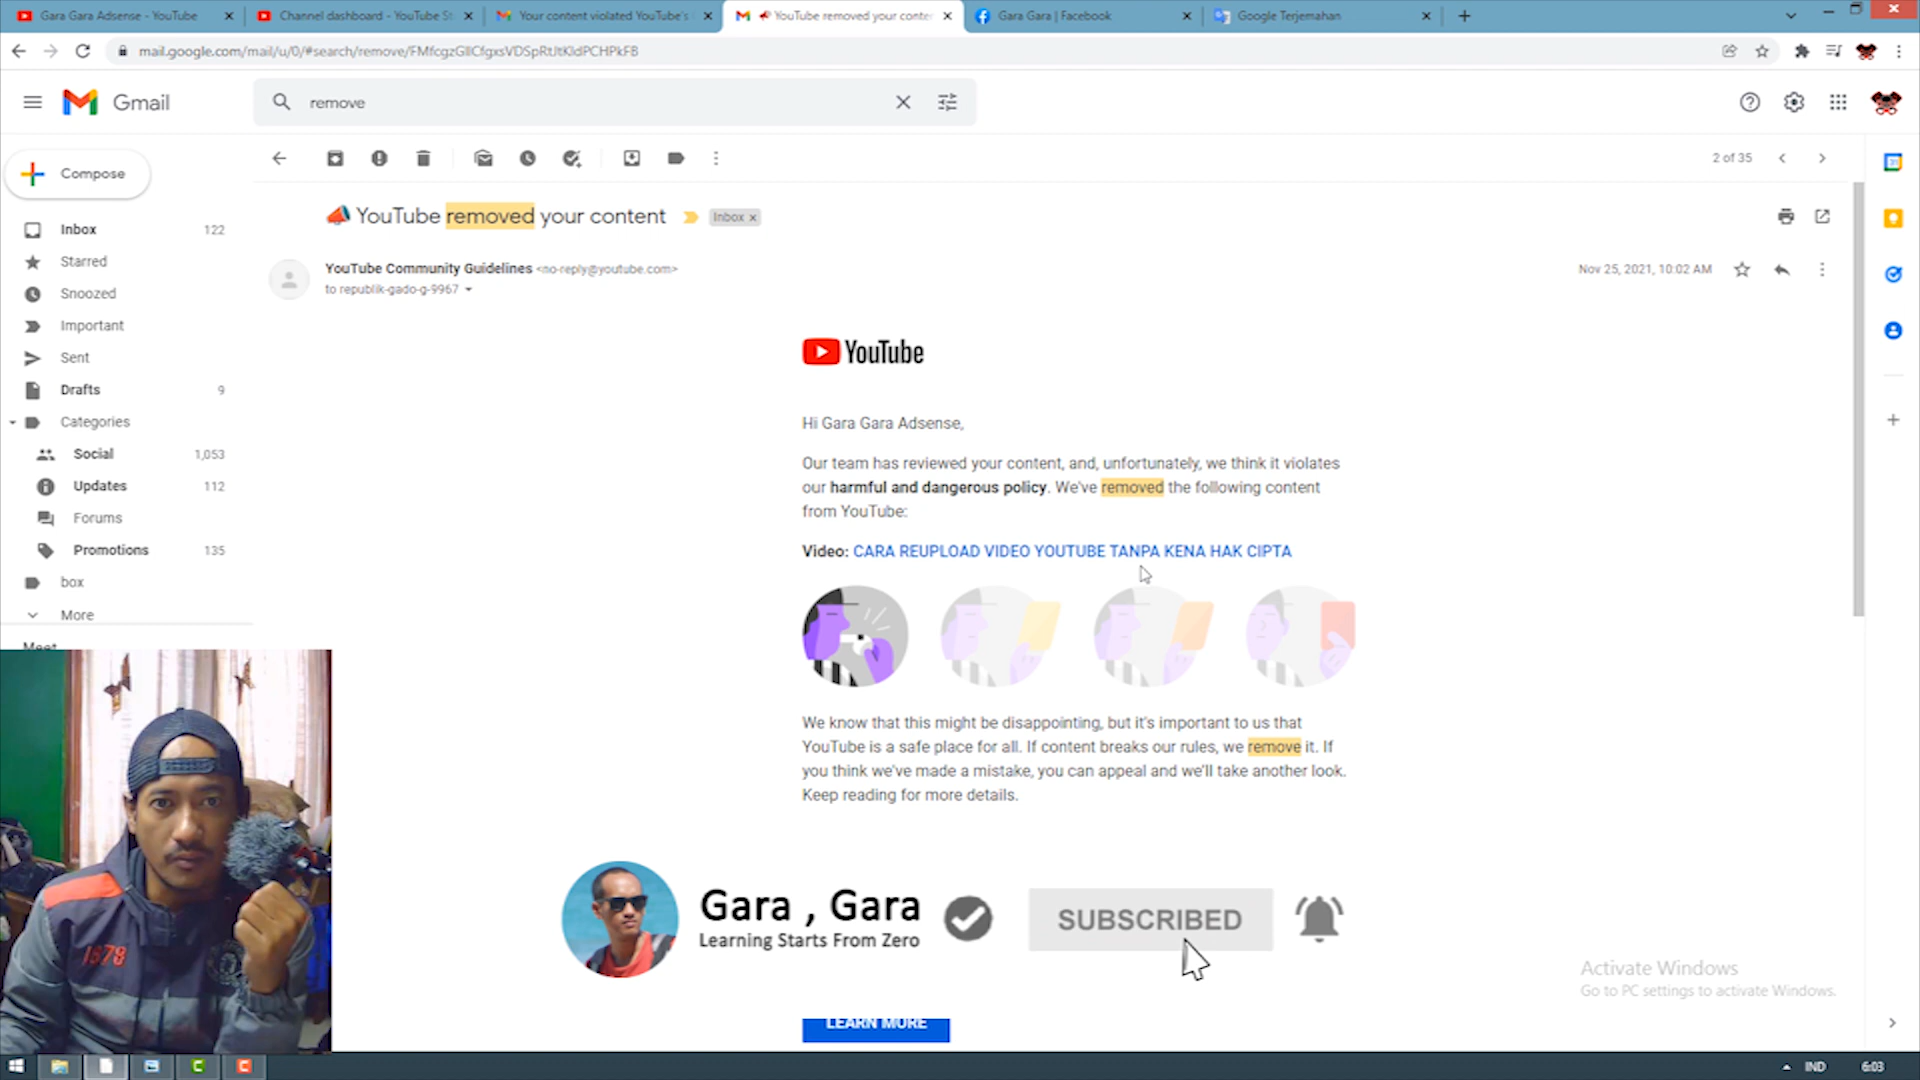 Gara Gara Adsense - YouTube
Channel dashboard - YouTube St
Your content violated YouTube's
YouTube removed your conten
Gara Gara | Facebook
Google Terjemahan
mail.google.com/mail/u/0/#search/remove/
Gmail
remove
Compose
2 of 35
YouTube removed your content
Inbox x
Inbox 122
Starred
Snoozed
Important
Sent
Drafts 9
Categories
Social 1,053
Updates 112
Forums
Promotions 135
box
More
Meet
YouTube Community Guidelines <no-reply@youtube.com>
Nov 25, 2021, 10:02 AM
to republik-gado-g-9967
YouTube
Hi Gara Gara Adsense,
Our team has reviewed your content, and, unfortunately, we think it violates
our harmful and dangerous policy. We've removed the following content
from YouTube:
Video: CARA REUPLOAD VIDEO YOUTUBE TANPA KENA HAK CIPTA
We know that this might be disappointing, but it's important to us that
YouTube is a safe place for all. If content breaks our rules, we remove it. If
you think we've made a mistake, you can appeal and we'll take another look.
Keep reading for more details.
1879
Gara , Gara
Learning Starts From Zero
SUBSCRIBED
LEARN MORE
Activate Windows
Go to PC settings to activate Windows.
IND
6:03